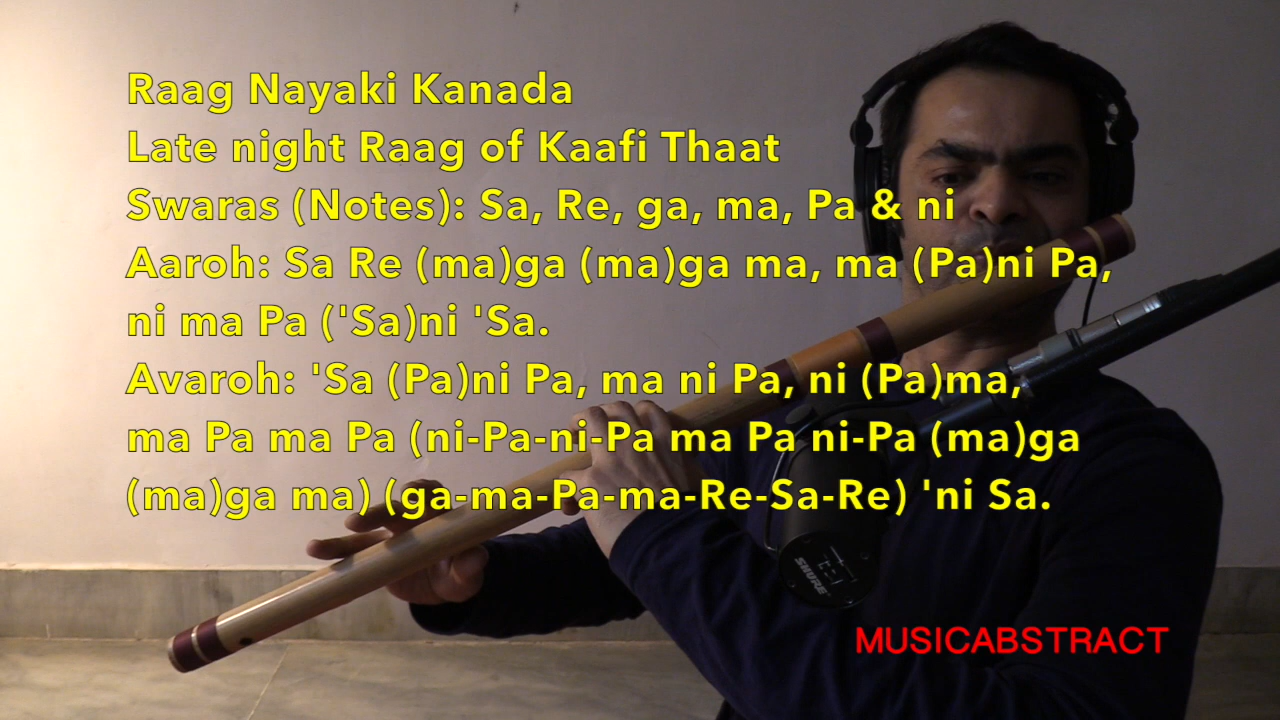 Raag Nayaki Kanada
Late night Raag of Kaafi Thaat
Swaras (Notes): Sa, Re, ga, ma, Pa & ni
Aaroh: Sa Re (ma)ga (ma)ga ma, ma (Pa)ni Pa,
ni ma Pa ('Sa)ni 'Sa.
Avaroh: 'Sa (Pa)ni Pa, ma ni Pa, ni (Pa)ma,
ma Pa ma Pa (ni-Pa-ni-Pa ma Pa ni-Pa (ma)ga
(ma)ga ma) (ga-ma-Pa-ma-Re-Sa-Re) 'ni Sa.
SHURE
MUSICABSTRACT